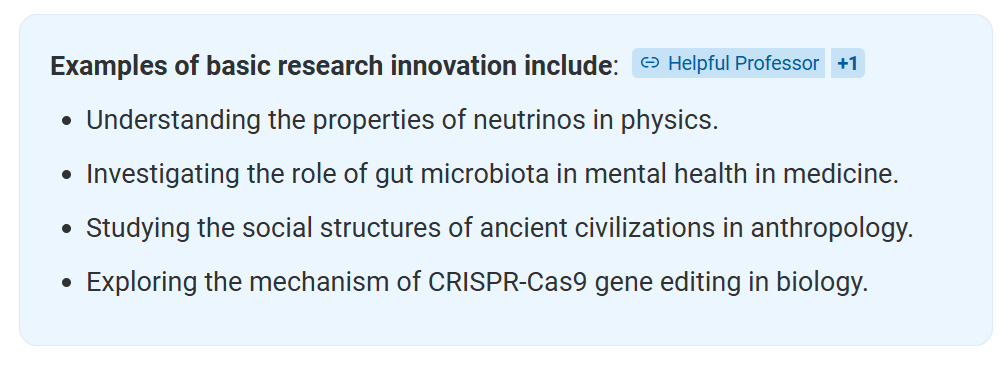 Examples of basic research innovation include: Helpful Professor +1
• Understanding the properties of neutrinos in physics.
• Investigating the role of gut microbiota in mental health in medicine.
• Studying the social structures of ancient civilizations in anthropology.
• Exploring the mechanism of CRISPR-Cas9 gene editing in biology.